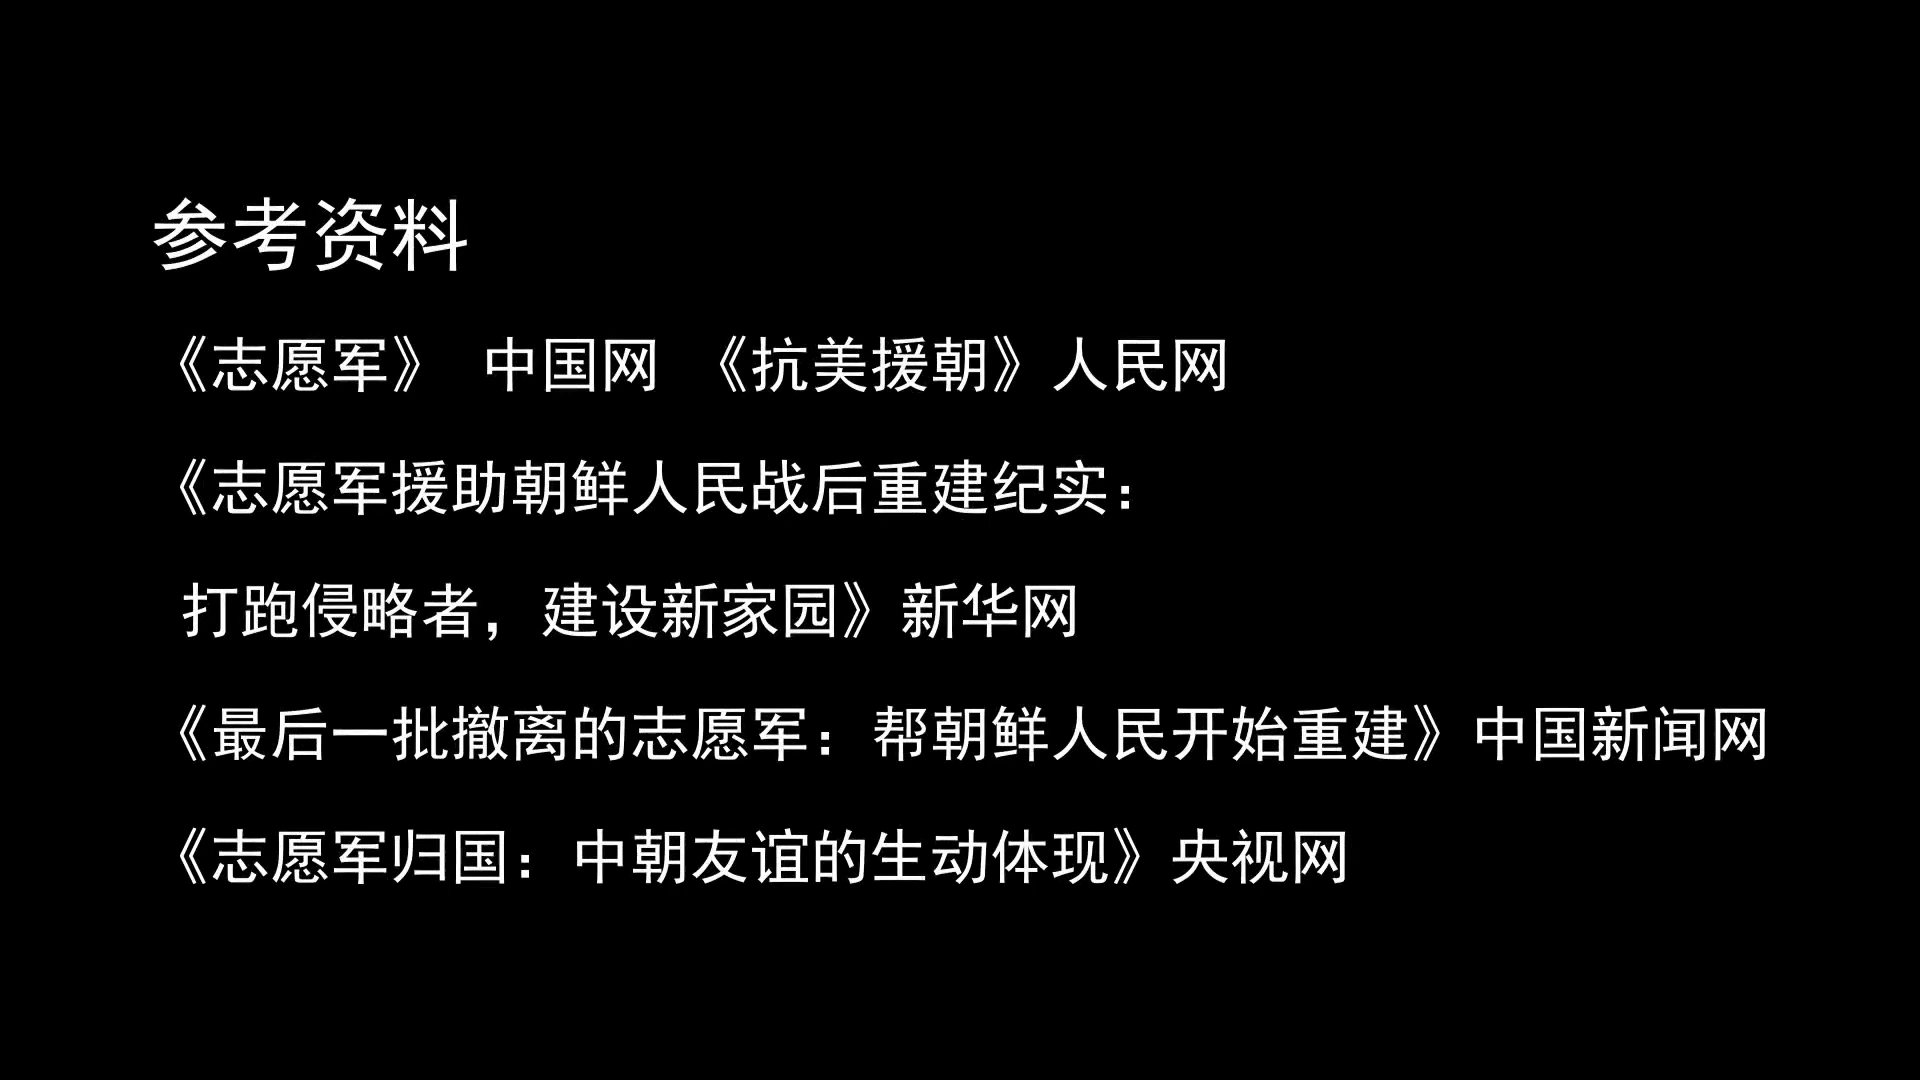 参考资料
《志愿军》 中国网 《抗美援朝》人民网
《志愿军援助朝鲜人民战后重建纪实：
打跑侵略者，建设新家园》新华网
《最后一批撤离的志愿军：帮朝鲜人民开始重建》中国新闻网
《志愿军归国：中朝友谊的生动体现》央视网